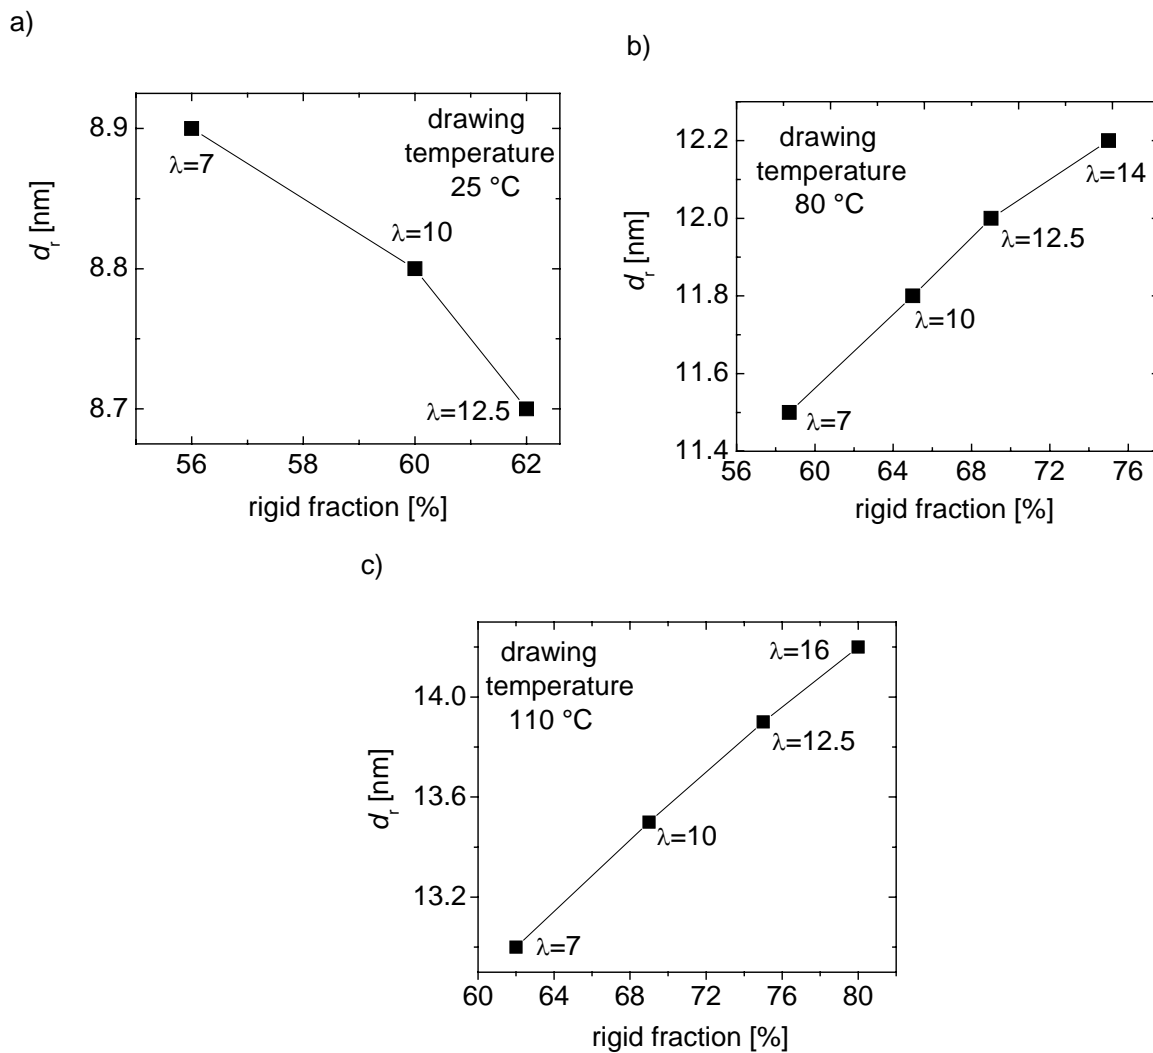 a)
8.9
8.8
8.7
d_r [nm]
drawing
temperature
25 °C
λ=7
λ=10
λ=12.5
56
58
60
62
rigid fraction [%]
b)
12.2
12.0
11.8
11.6
11.4
d_r [nm]
drawing
temperature
80 °C
λ=14
λ=12.5
λ=10
λ=7
56
60
64
68
72
76
rigid fraction [%]
c)
14.0
13.6
13.2
d_r [nm]
drawing
temperature
110 °C
λ=16
λ=12.5
λ=10
λ=7
60
64
68
72
76
80
rigid fraction [%]